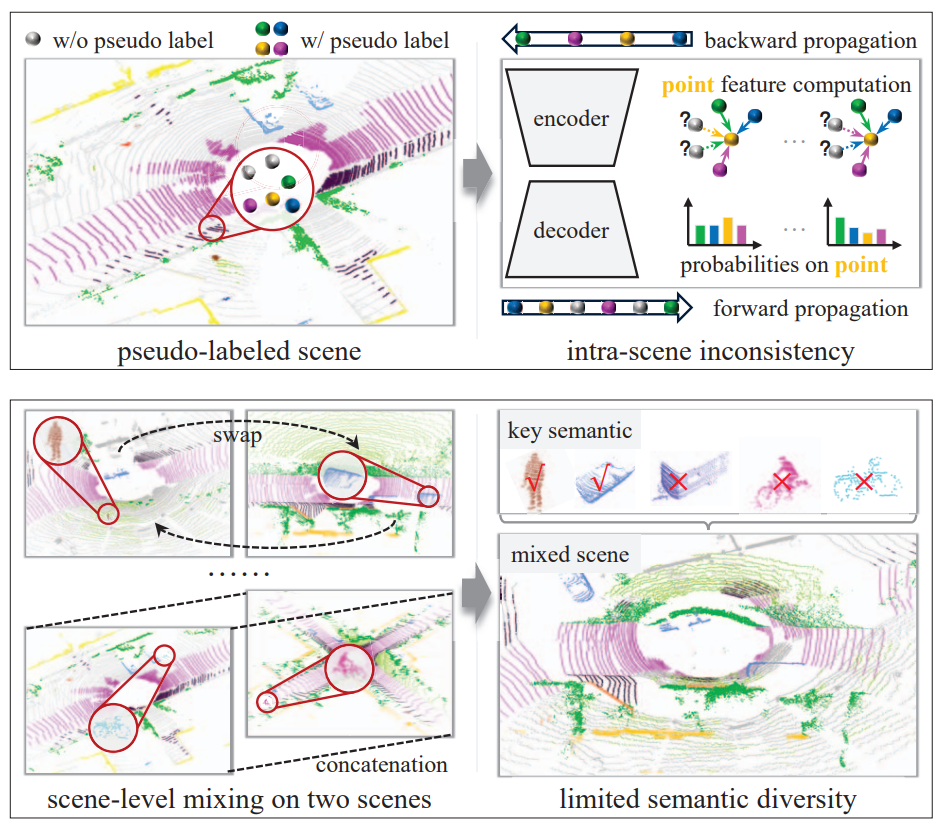 w/o pseudo label
w/ pseudo label
backward propagation
encoder
point feature computation
?
?
...
?
?
decoder
...
probabilities on point
forward propagation
pseudo-labeled scene
intra-scene inconsistency
swap
key semantic
......
mixed scene
concatenation
scene-level mixing on two scenes
limited semantic diversity